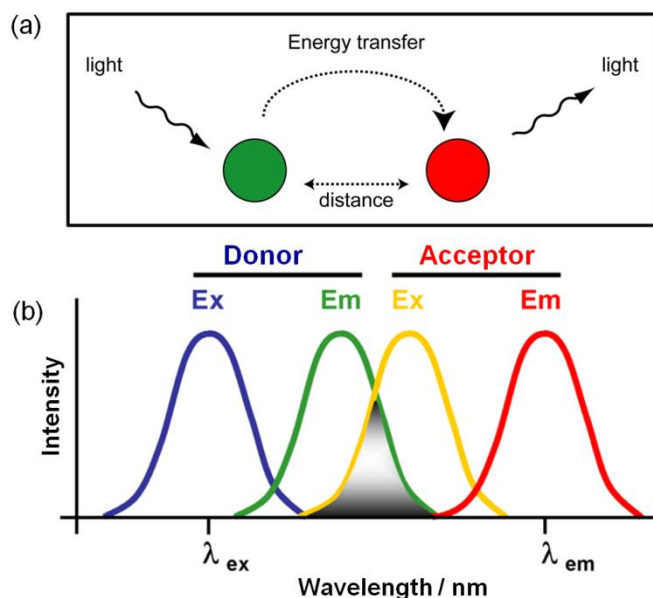 (a)
Energy transfer
light
light
distance
Donor
Acceptor
(b)
Ex
Em
Ex
Em
Intensity
λ ex
λ em
Wavelength / nm